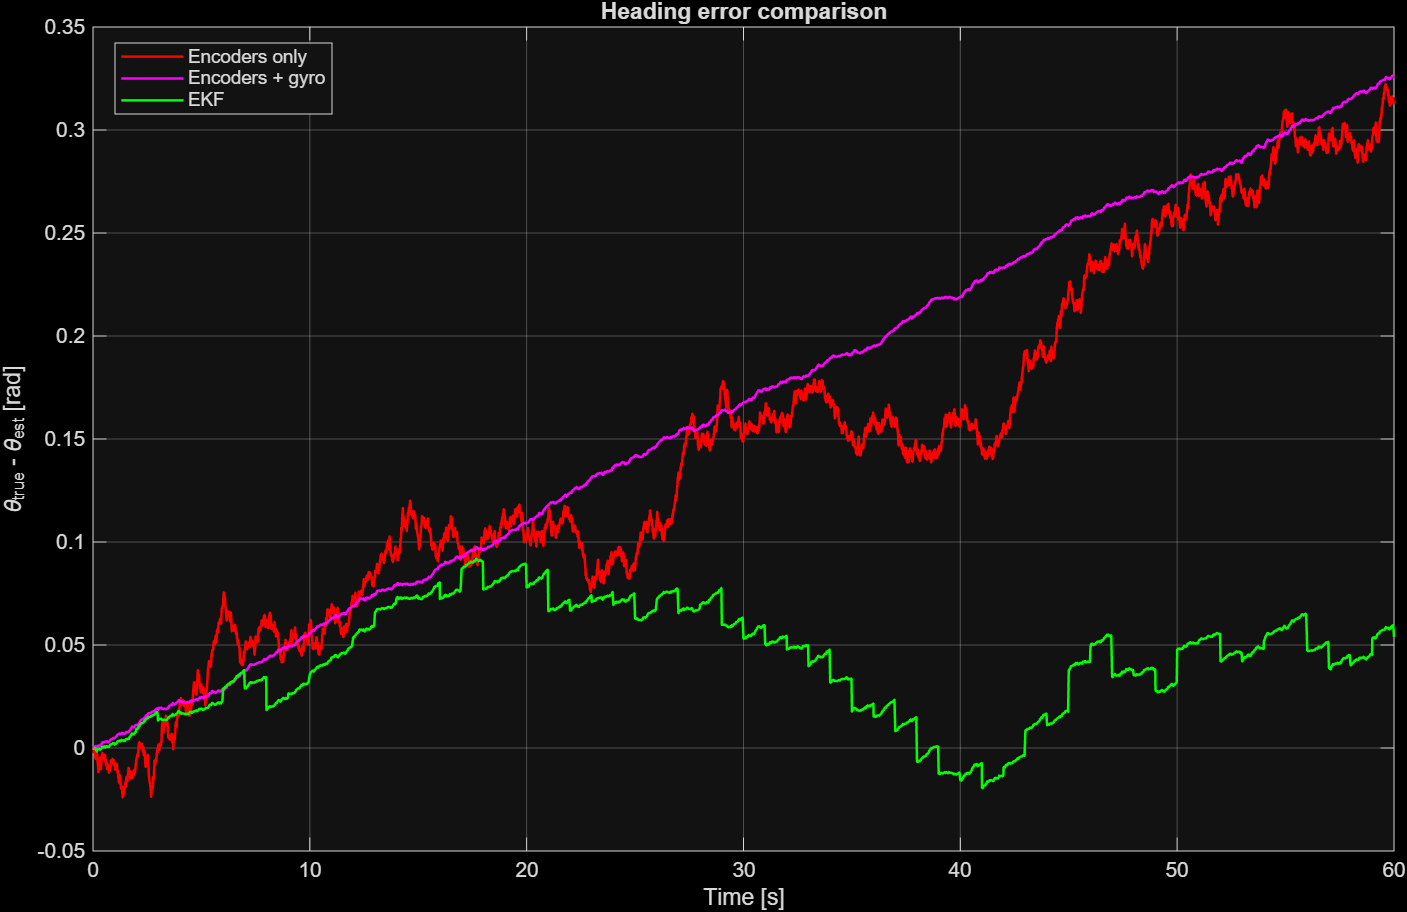 Heading error comparison
Encoders only
Encoders + gyro
EKF
θtrue - θest [rad]
0.35
0.3
0.25
0.2
0.15
0.1
0.05
0
-0.05
0 10 20 30 40 50 60
Time [s]